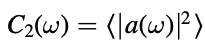 C₂(ω) = ⟨|a(ω)|²⟩